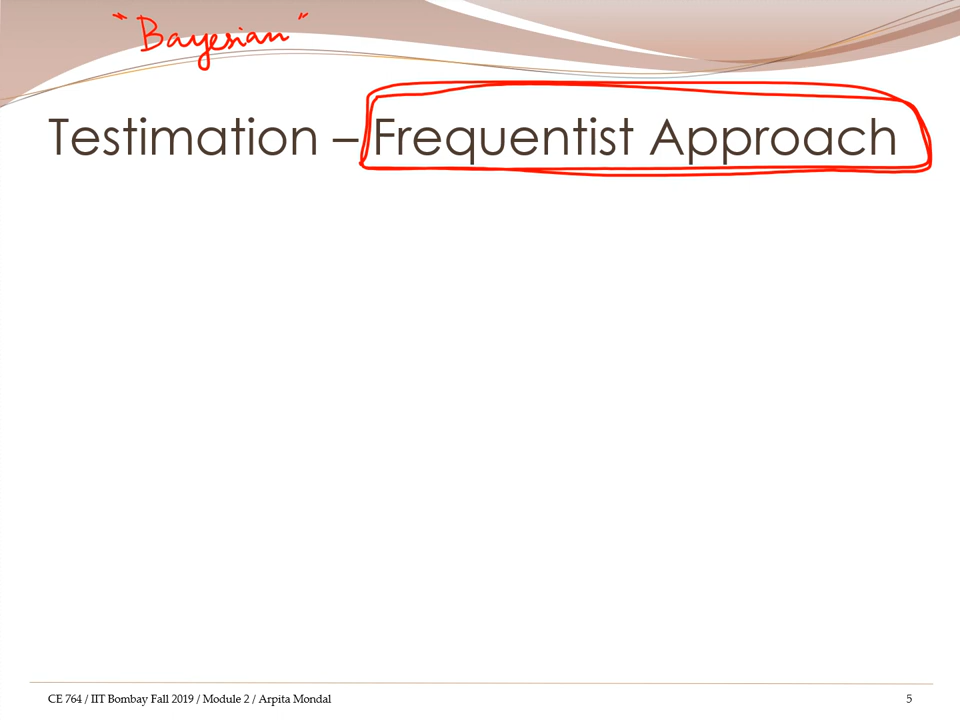 "Bayesian"
Testimation – Frequentist Approach
CE 764 / IIT Bombay Fall 2019 / Module 2 / Arpita Mondal
5